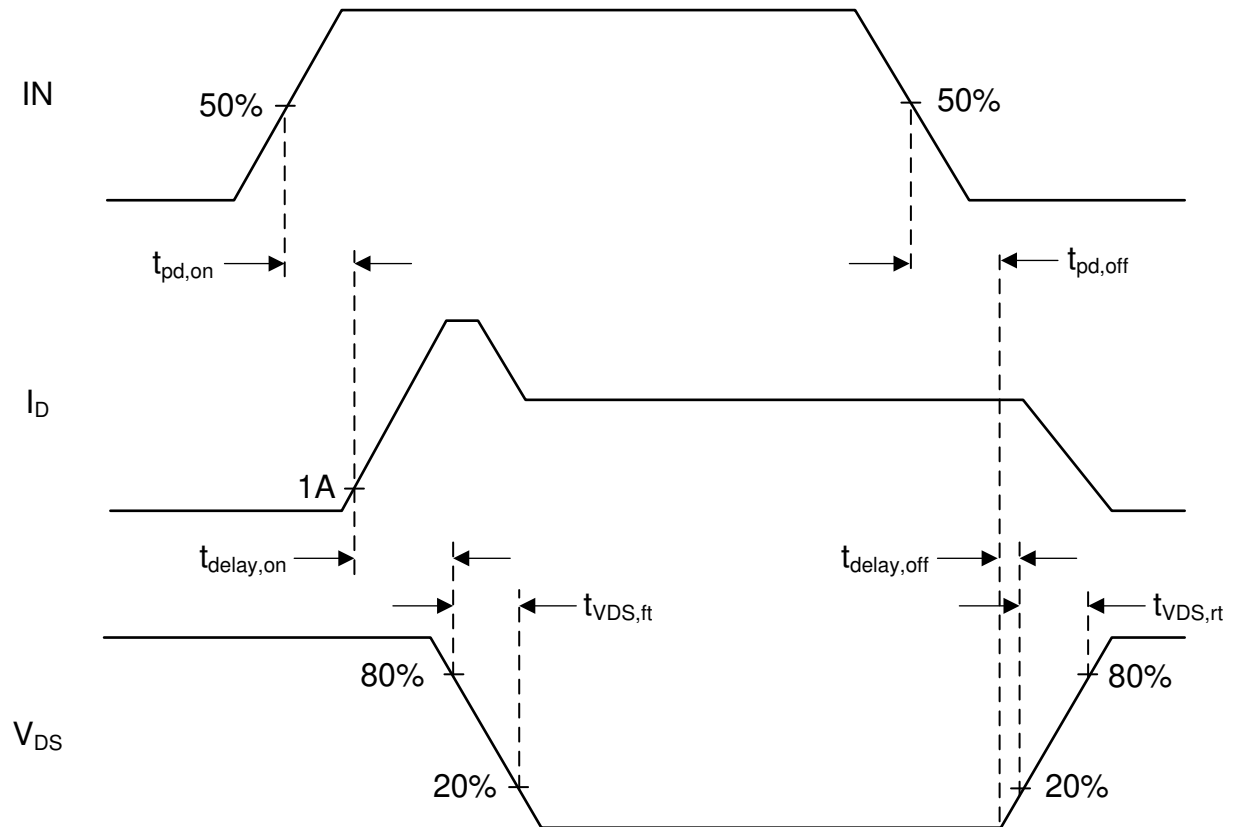 IN
50%
50%
tpd,on
tpd,off
ID
1A
tdelay,on
tdelay,off
tVDS,ft
tVDS,rt
80%
80%
VDS
20%
20%